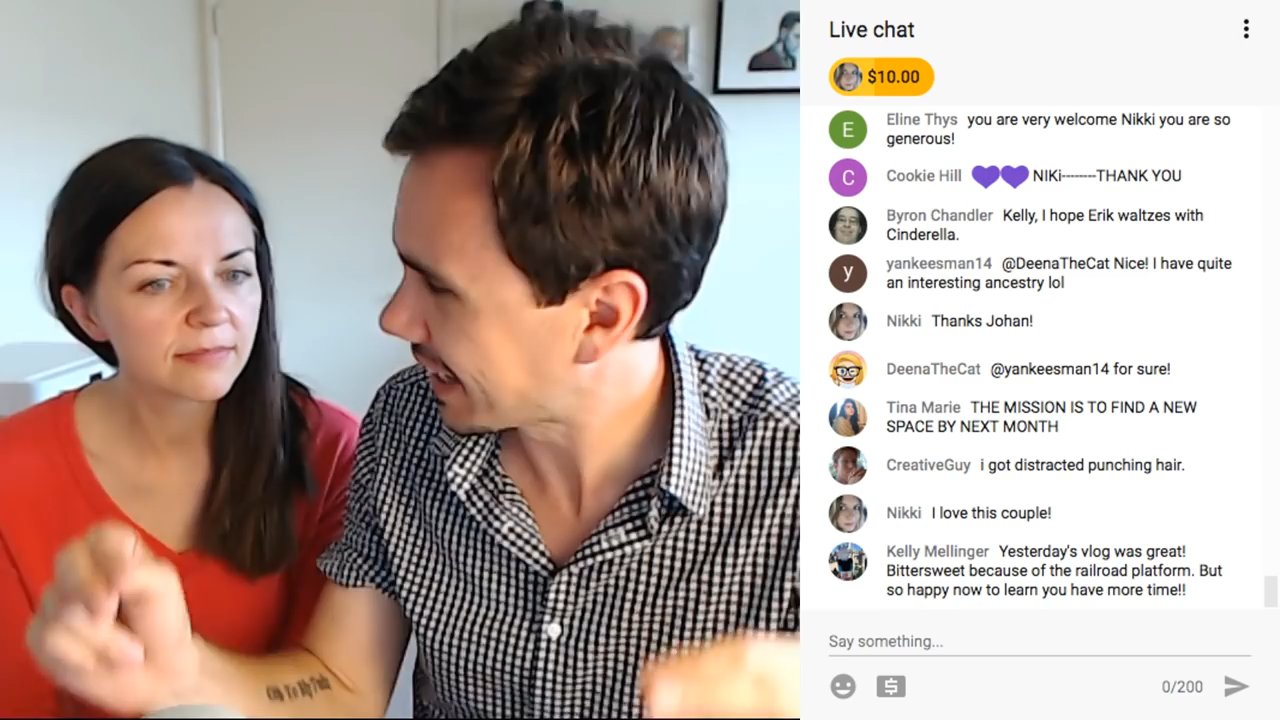 Live chat
$10.00
E
Eline Thys you are very welcome Nikki you are so
generous!
C
Cookie Hill 💜💜 NIKi--------THANK YOU
Byron Chandler Kelly, I hope Erik waltzes with
Cinderella.
y
yankeesman14 @DeenaTheCat Nice! I have quite
an interesting ancestry lol
Nikki Thanks Johan!
DeenaTheCat @yankeesman14 for sure!
Tina Marie THE MISSION IS TO FIND A NEW
SPACE BY NEXT MONTH
CreativeGuy i got distracted punching hair.
Nikki I love this couple!
Kelly Mellinger Yesterday's vlog was great!
Bittersweet because of the railroad platform. But
so happy now to learn you have more time!!
Say something...
$
0/200